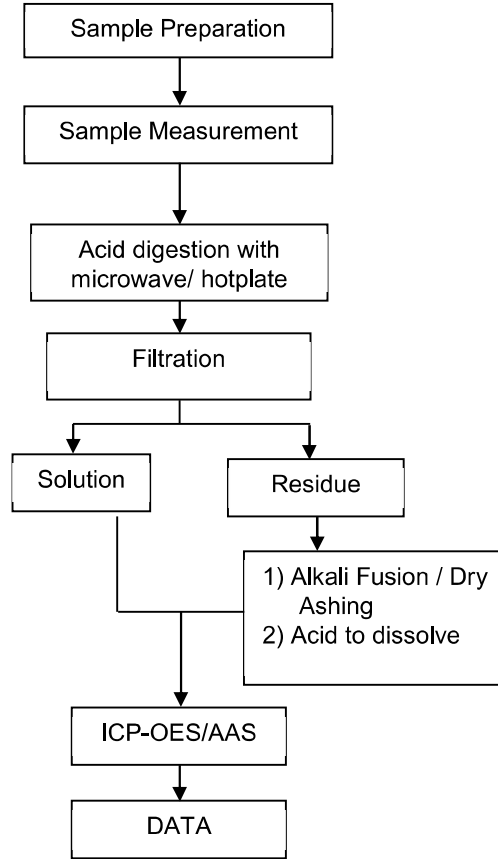 Sample Preparation
Sample Measurement
Acid digestion with
microwave/ hotplate
Filtration
Solution
Residue
1) Alkali Fusion / Dry
Ashing
2) Acid to dissolve
ICP-OES/AAS
DATA